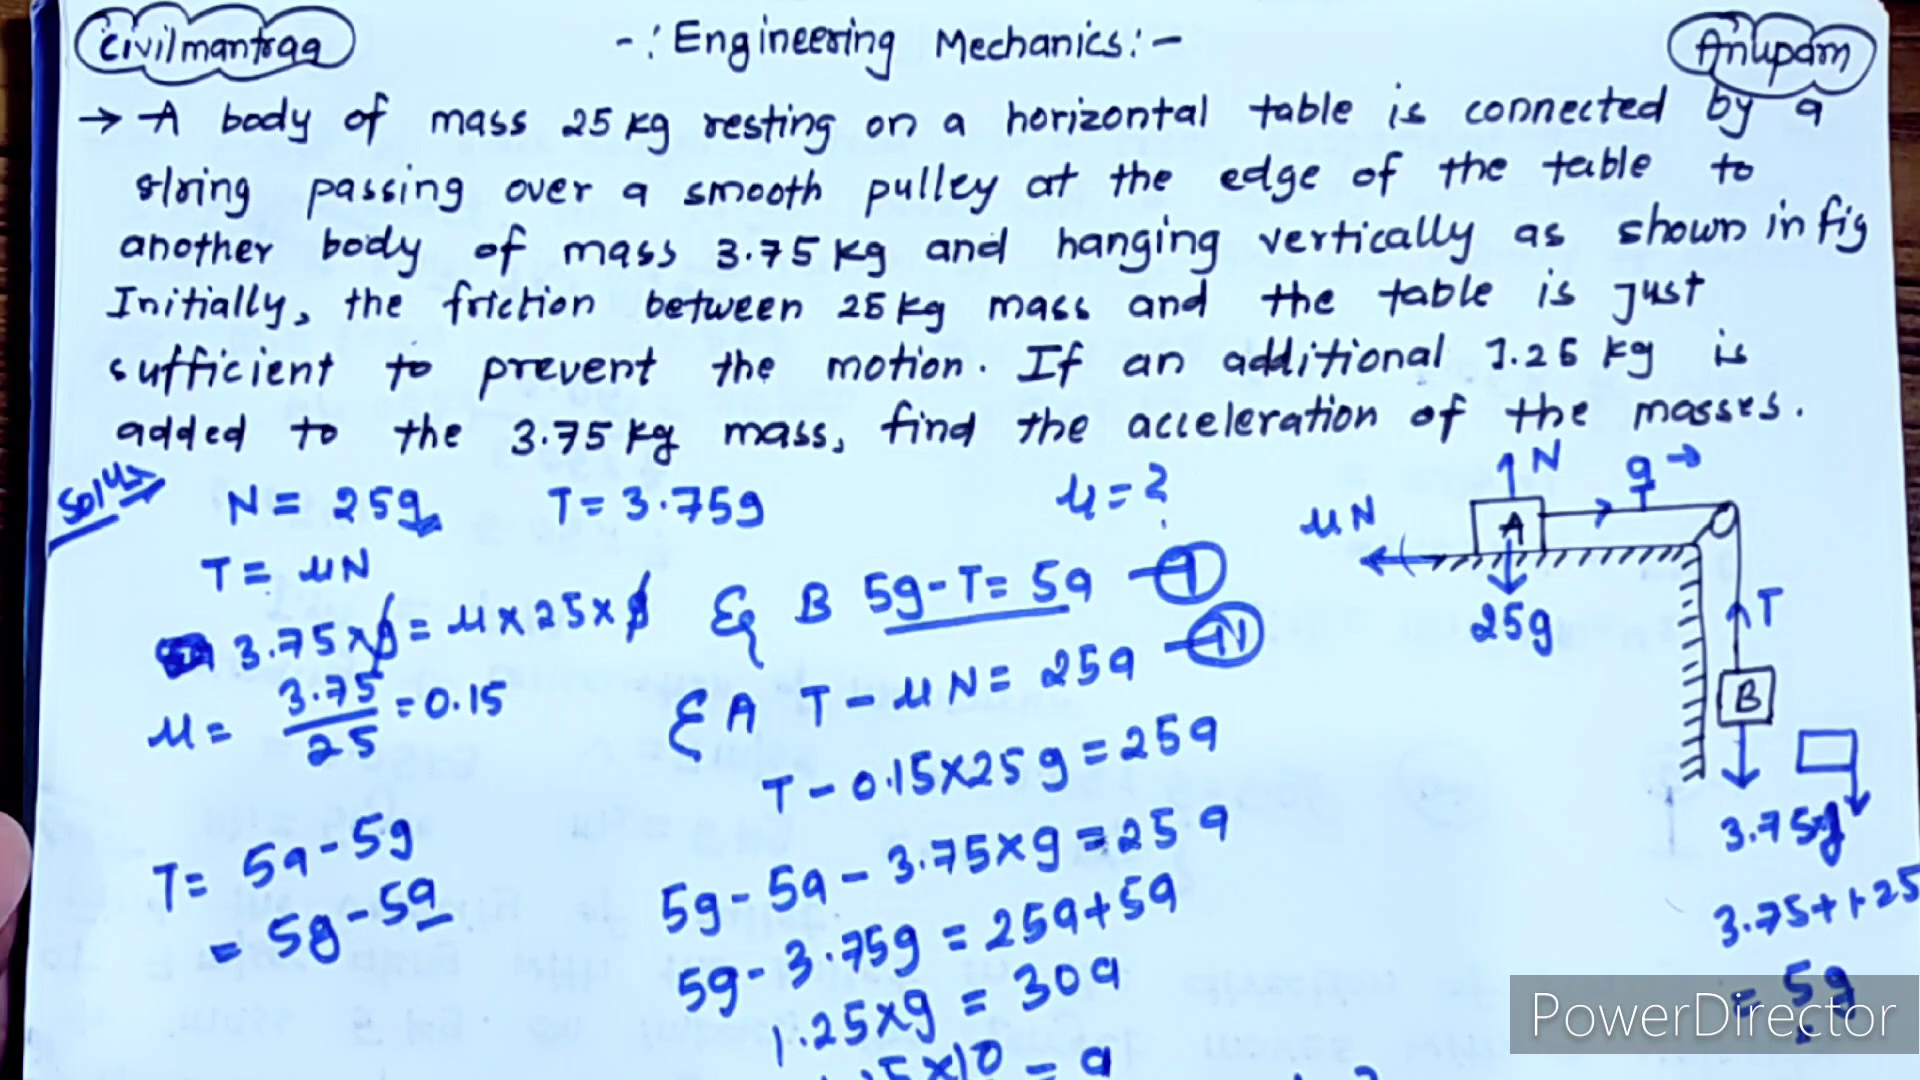 Civilmantraa
-: Engineering Mechanics:-
Anupam
→ A body of mass 25 kg resting on a horizontal table is connected by a
string passing over a smooth pulley at the edge of the table to
another body of mass 3.75 kg and hanging vertically as shown in fig
Initially, the friction between 25 kg mass and the table is just
sufficient to prevent the motion. If an additional 1.25 kg is
added to the 3.75 kg mass, find the acceleration of the masses.
Solun
N = 25g T = 3.75g μ = ?
T = μN
3.75×g = μ×25×g
μ = 3.75/25 = 0.15
T = 5a-5g
= 5g-5a
B 5g-T = 5a - I
A T - μN = 25a - II
T - 0.15×25g = 25a
5g - 5a - 3.75×g = 25a
5g - 3.75g = 25a+5a
1.25×g = 30a
×10 = a
N
a →
μN
A
25g
T
B
3.75g
3.75+1.25
= 5g
PowerDirector